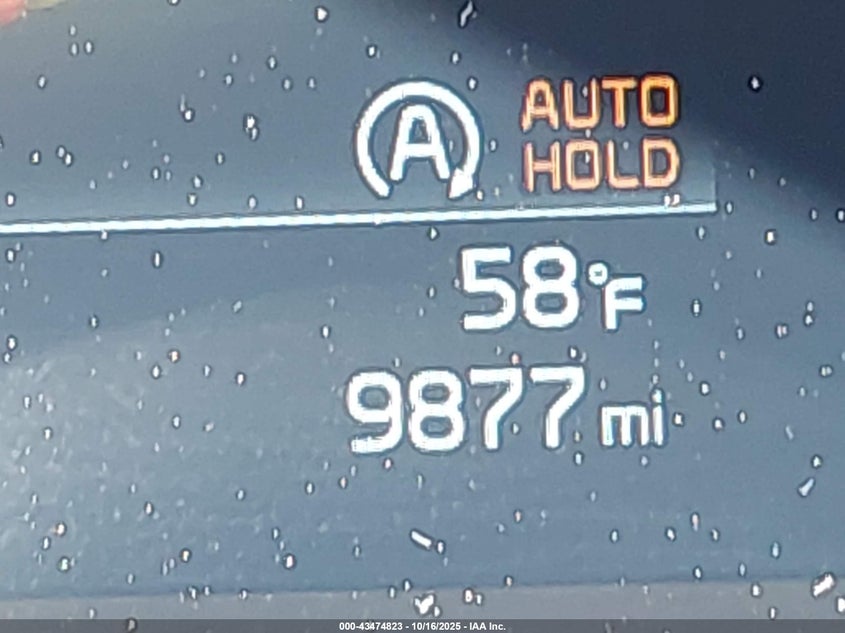 A
AUTO
HOLD
58°F
9877 mi
000-43474823 - 10/16/2025 - IAA Inc.